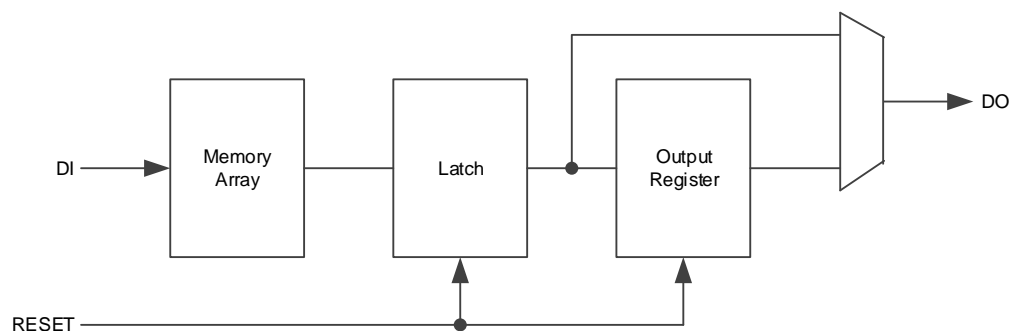 DI
Memory
Array
Latch
Output
Register
DO
RESET